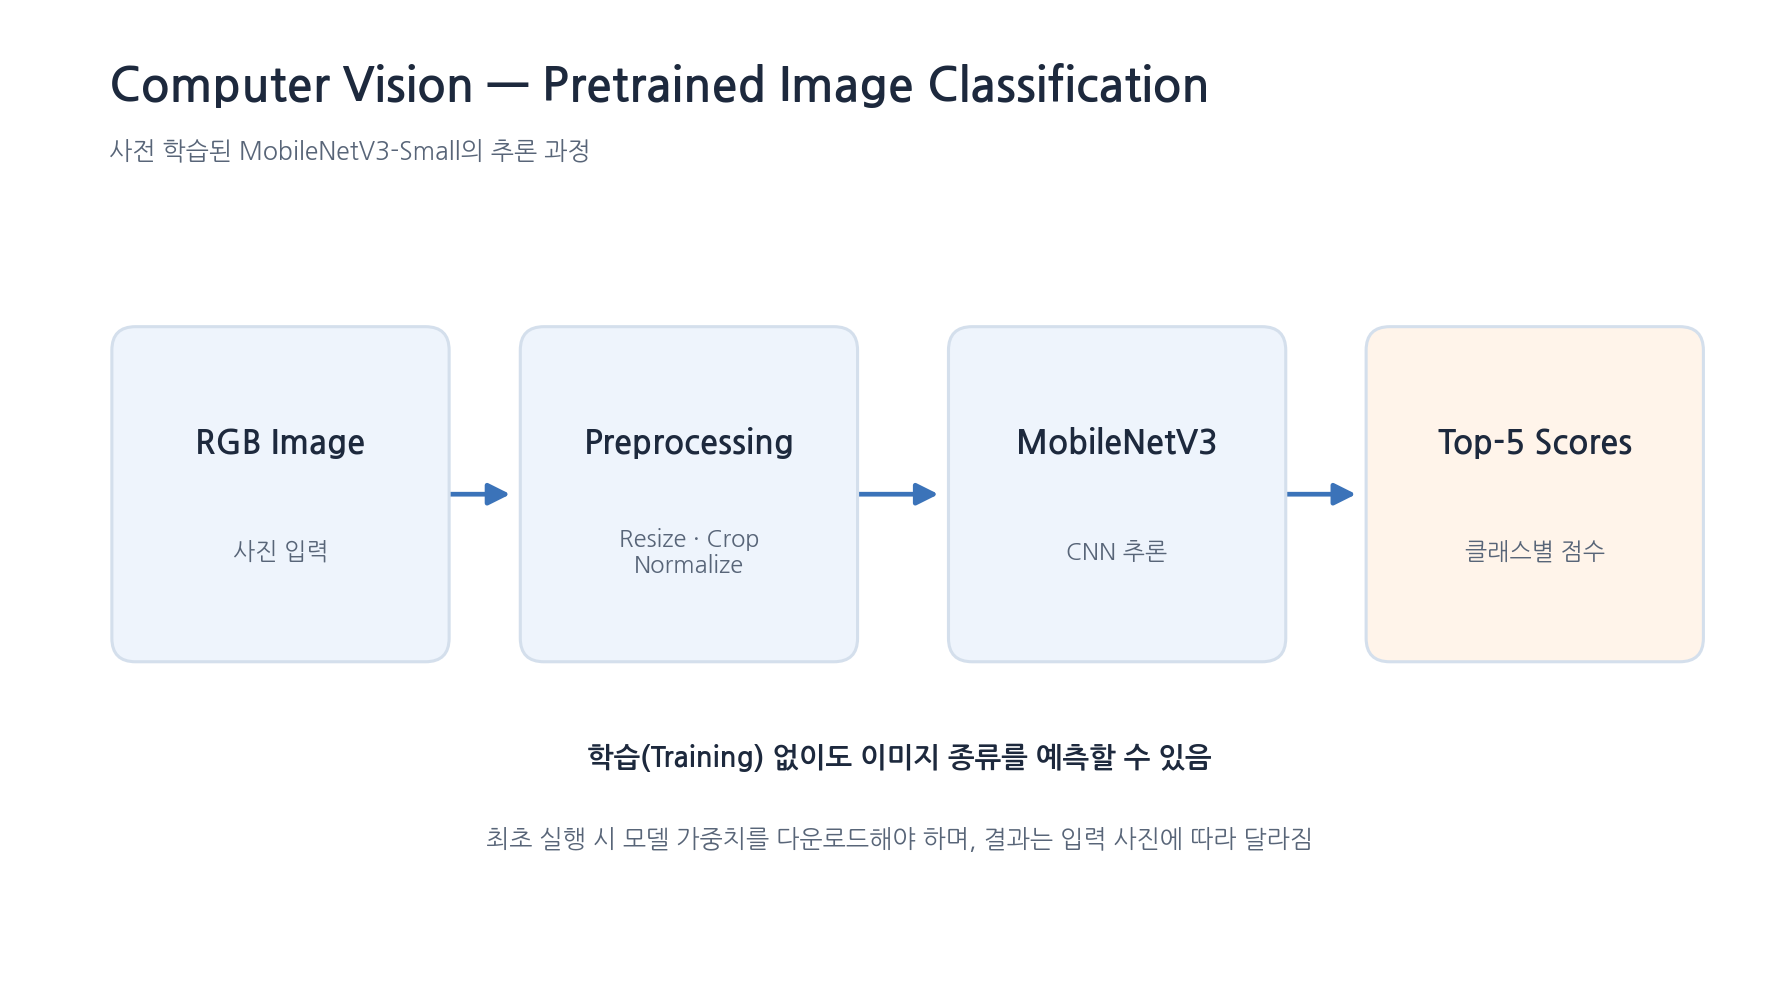 Computer Vision — Pretrained Image Classification
사전 학습된 MobileNetV3-Small의 추론 과정
RGB Image
사진 입력
Preprocessing
Resize · Crop
Normalize
MobileNetV3
CNN 추론
Top-5 Scores
클래스별 점수
학습(Training) 없이도 이미지 종류를 예측할 수 있음
최초 실행 시 모델 가중치를 다운로드해야 하며, 결과는 입력 사진에 따라 달라짐